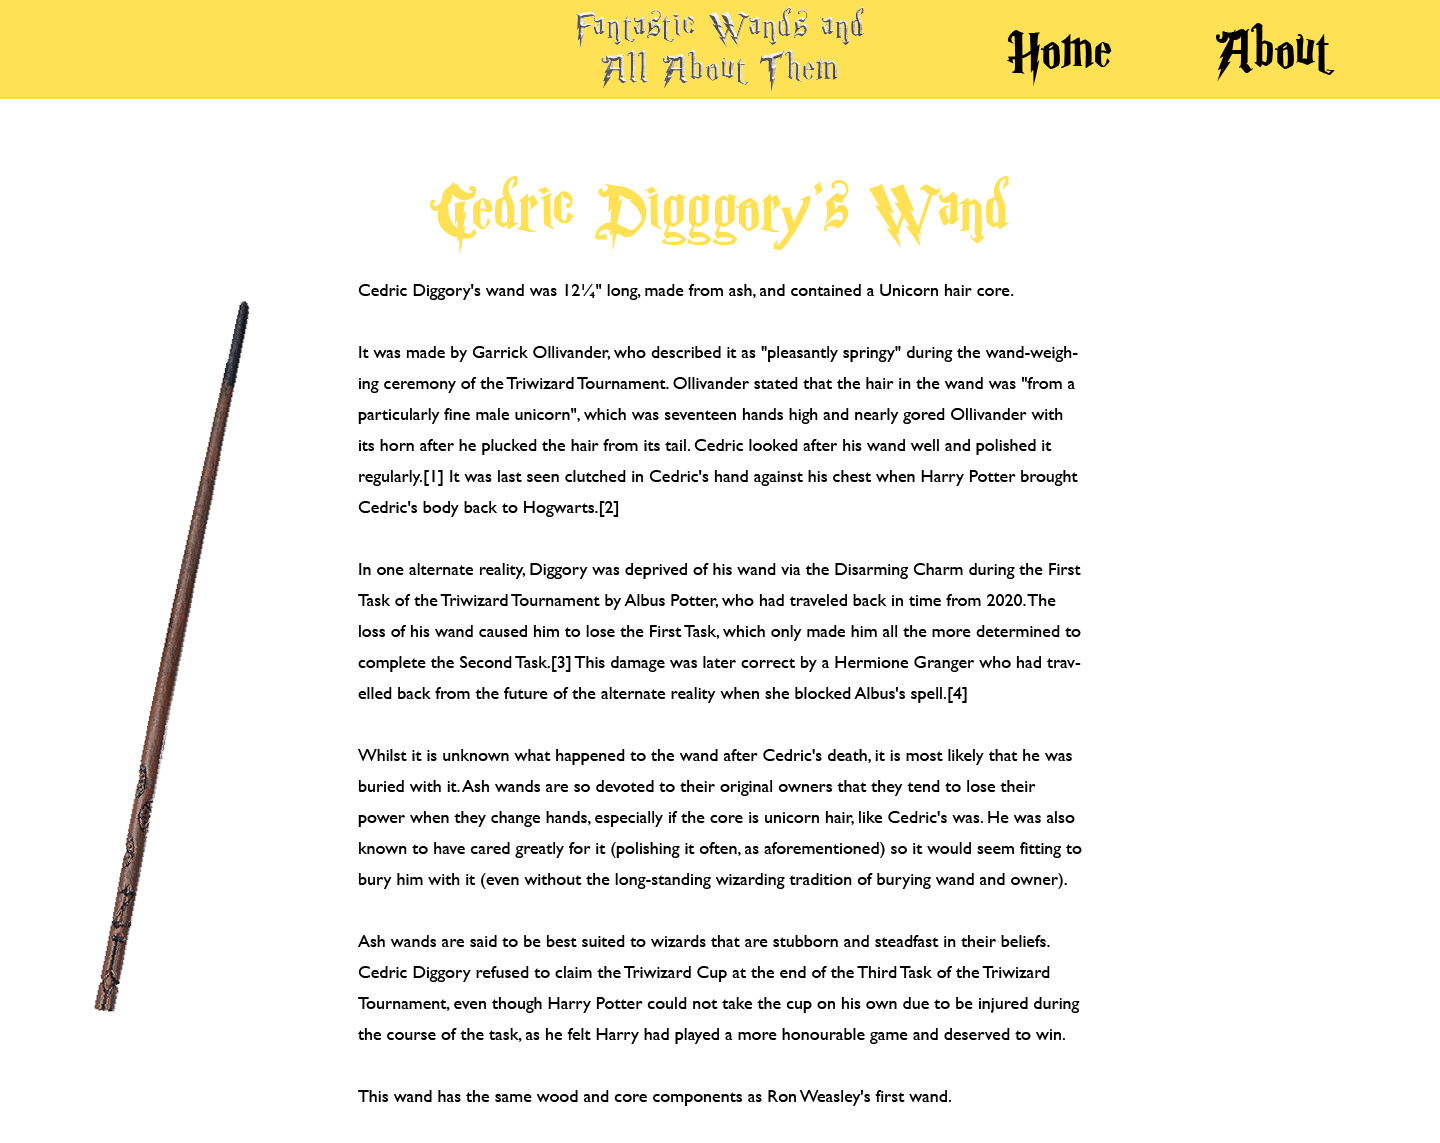 Fantastic Wands and
All About Them
Home
About
Cedric Digggory's Wand
Cedric Diggory's wand was 12¼" long, made from ash, and contained a Unicorn hair core.
It was made by Garrick Ollivander, who described it as "pleasantly springy" during the wand-weigh-
ing ceremony of the Triwizard Tournament. Ollivander stated that the hair in the wand was "from a
particularly fine male unicorn", which was seventeen hands high and nearly gored Ollivander with
its horn after he plucked the hair from its tail. Cedric looked after his wand well and polished it
regularly.[1] It was last seen clutched in Cedric's hand against his chest when Harry Potter brought
Cedric's body back to Hogwarts.[2]
In one alternate reality, Diggory was deprived of his wand via the Disarming Charm during the First
Task of the Triwizard Tournament by Albus Potter, who had traveled back in time from 2020. The
loss of his wand caused him to lose the First Task, which only made him all the more determined to
complete the Second Task.[3] This damage was later correct by a Hermione Granger who had trav-
elled back from the future of the alternate reality when she blocked Albus's spell.[4]
Whilst it is unknown what happened to the wand after Cedric's death, it is most likely that he was
buried with it. Ash wands are so devoted to their original owners that they tend to lose their
power when they change hands, especially if the core is unicorn hair, like Cedric's was. He was also
known to have cared greatly for it (polishing it often, as aforementioned) so it would seem fitting to
bury him with it (even without the long-standing wizarding tradition of burying wand and owner).
Ash wands are said to be best suited to wizards that are stubborn and steadfast in their beliefs.
Cedric Diggory refused to claim the Triwizard Cup at the end of the Third Task of the Triwizard
Tournament, even though Harry Potter could not take the cup on his own due to be injured during
the course of the task, as he felt Harry had played a more honourable game and deserved to win.
This wand has the same wood and core components as Ron Weasley's first wand.